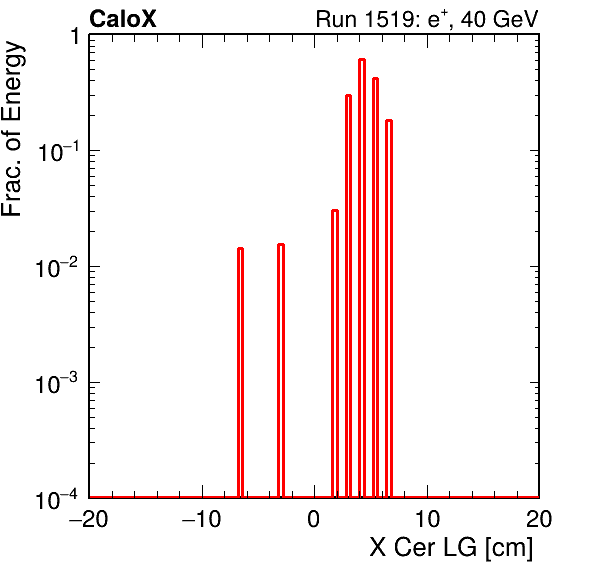 CaloX Run 1519: e⁺, 40 GeV
Frac. of Energy
1
10⁻¹
10⁻²
10⁻³
10⁻⁴
−20 −10 0 10 20
X Cer LG [cm]